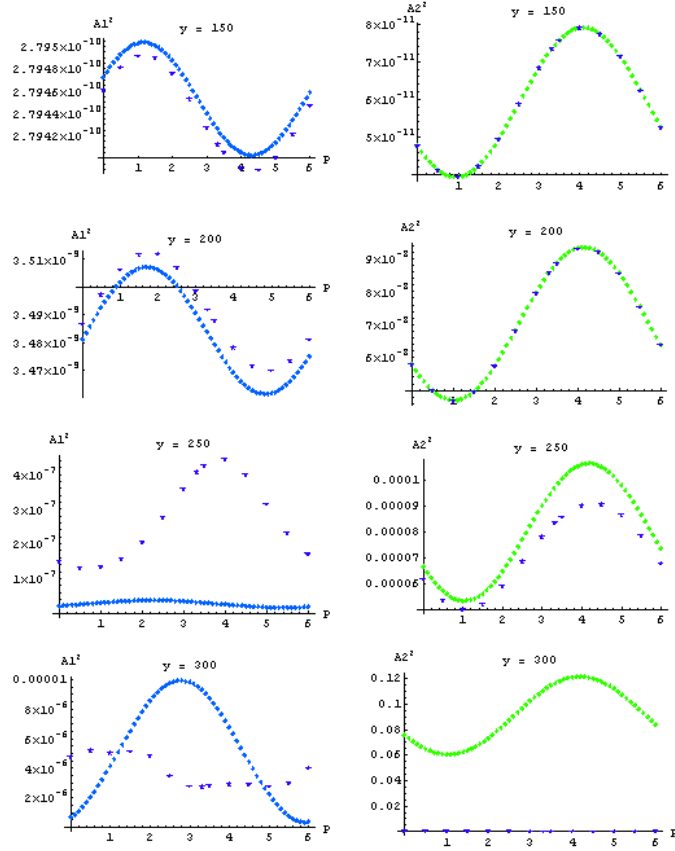 A1²
y = 150
2.795×10⁻¹⁰
2.7948×10⁻¹⁰
2.7946×10⁻¹⁰
2.7944×10⁻¹⁰
2.7942×10⁻¹⁰
1 2 3 4 5 6 P
A2²
y = 150
8×10⁻¹¹
7×10⁻¹¹
6×10⁻¹¹
5×10⁻¹¹
1 2 3 4 5 6
A1²
y = 200
3.51×10⁻⁹
3.49×10⁻⁹
3.48×10⁻⁹
3.47×10⁻⁹
1 2 3 4 5 6 P
A2²
y = 200
9×10⁻⁸
8×10⁻⁸
7×10⁻⁸
6×10⁻⁸
1 2 3 4 5 6
A1²
y = 250
4×10⁻⁷
3×10⁻⁷
2×10⁻⁷
1×10⁻⁷
1 2 3 4 5 6 P
A2²
y = 250
0.0001
0.00009
0.00008
0.00007
0.00006
1 2 3 4 5 6
A1²
y = 300
0.00001
8×10⁻⁶
6×10⁻⁶
4×10⁻⁶
2×10⁻⁶
1 2 3 4 5 6 P
A2²
y = 300
0.12
0.08
0.06
0.04
0.02
1 2 3 4 5 6 P